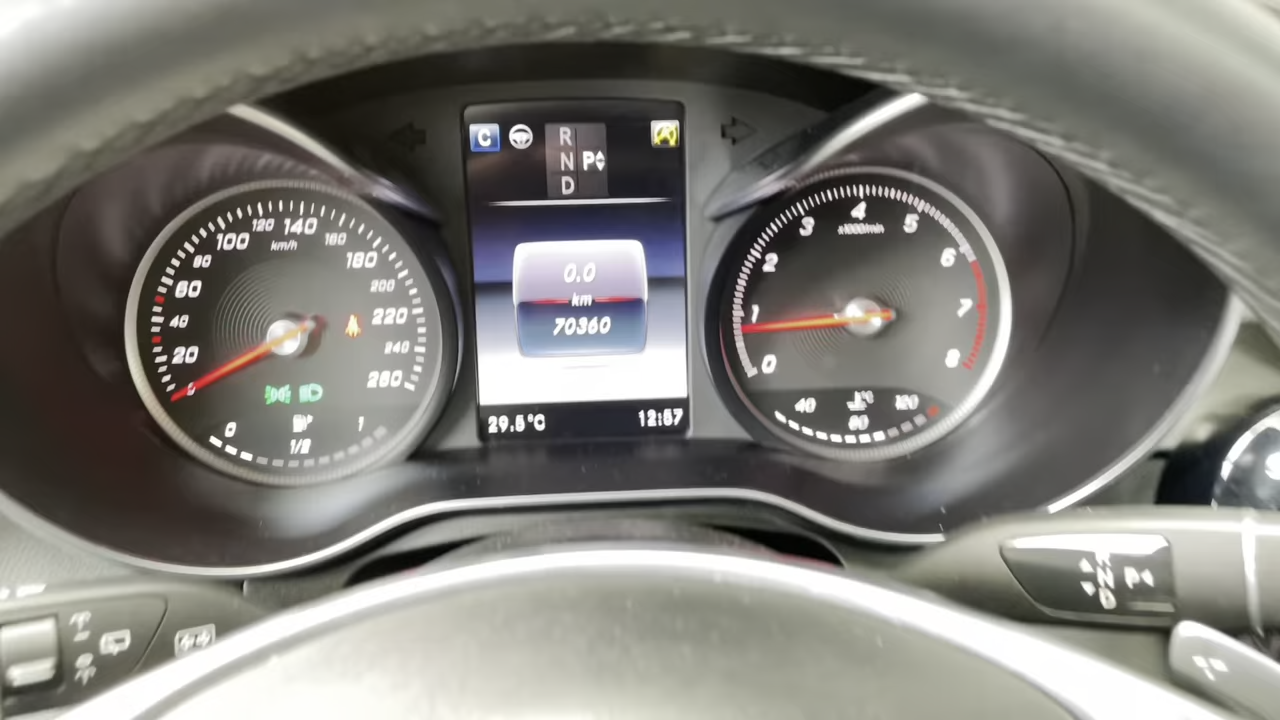 C
R
N P
D
0 20 40 60 80 100 120 140 160 180 200 220 240 260
km/h
0 1/2 1
0.0
km
70360
29.5°C 12:57
0 1 2 3 4 5 6 7 8
x1000/min
40 80 120
°C
R
N P
D